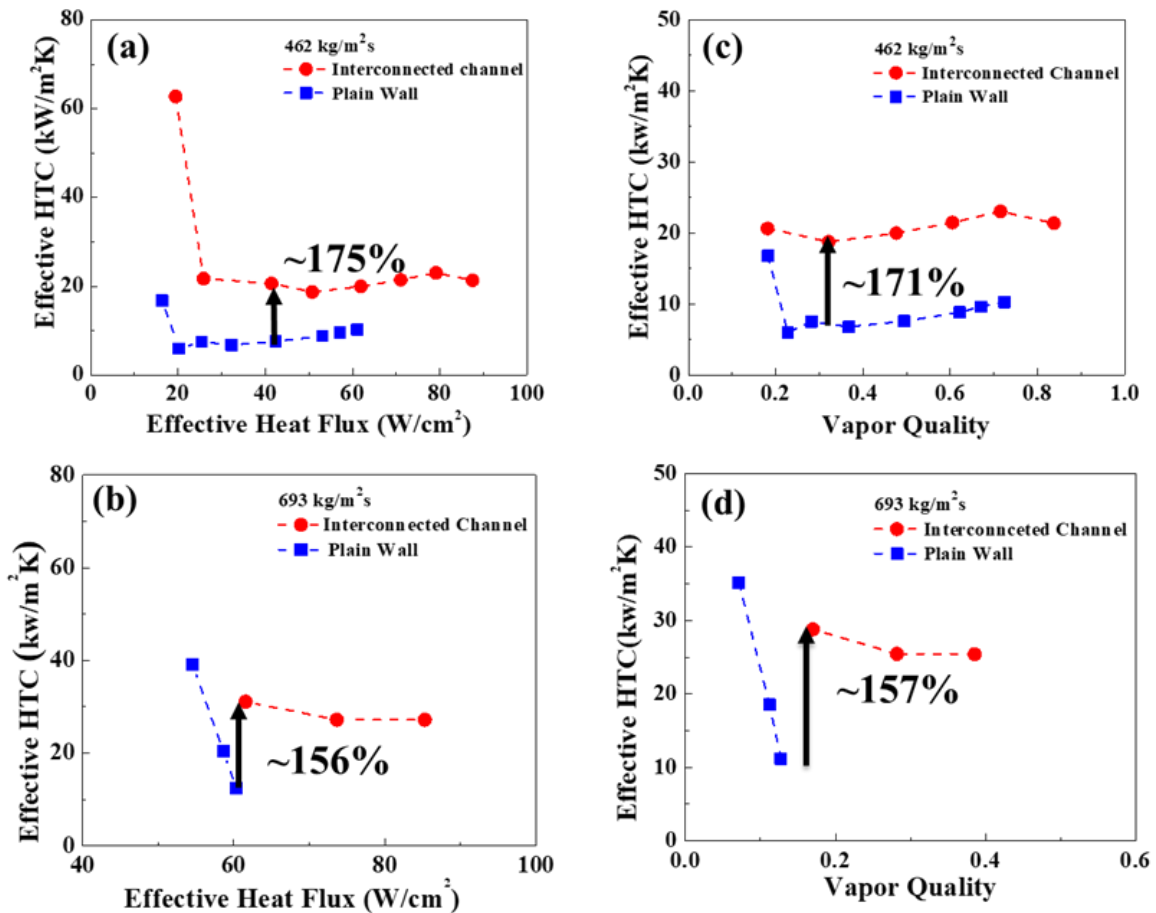 (a)
462 kg/m²s
Interconnected channel
Plain Wall
~175%
80
60
40
20
0
0 20 40 60 80 100
Effective HTC (kW/m²K)
Effective Heat Flux (W/cm²)
(c)
462 kg/m²s
Interconnected Channel
Plain Wall
~171%
50
40
30
20
10
0
0.0 0.2 0.4 0.6 0.8 1.0
Effective HTC (kw/m²K)
Vapor Quality
(b)
693 kg/m²s
Interconnected Channel
Plain Wall
~156%
80
60
40
20
0
40 60 80 100
Effective HTC (kw/m²K)
Effective Heat Flux (W/cm²)
(d)
693 kg/m²s
Interconnceted Channel
Plain Wall
~157%
50
40
30
20
10
0
0.0 0.2 0.4 0.6
Effective HTC(kw/m²K)
Vapor Quality